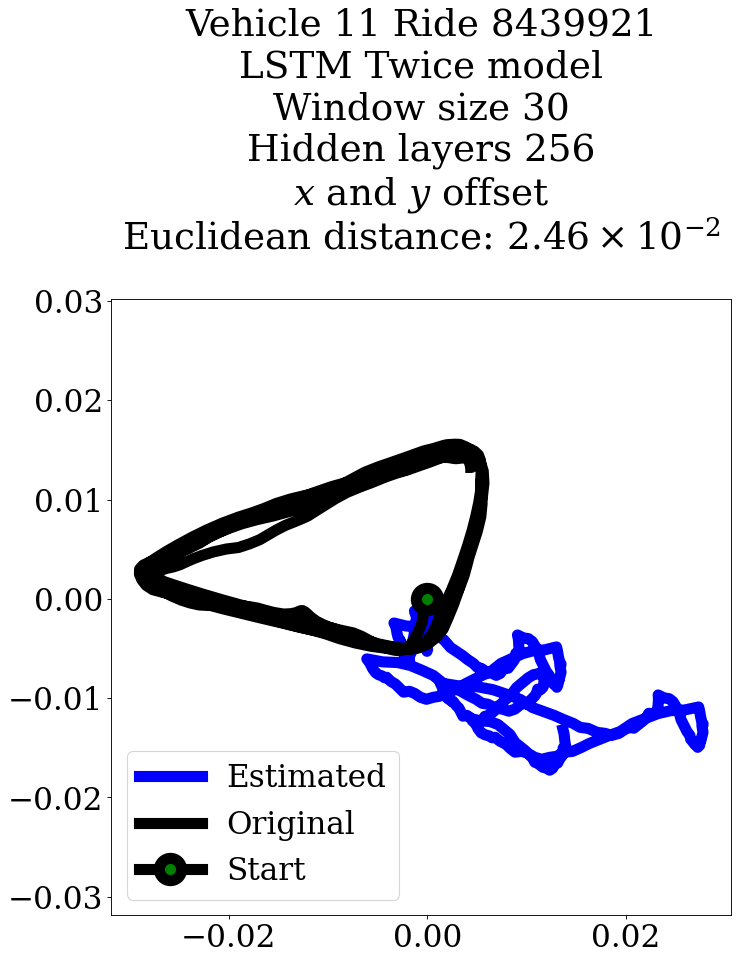 Vehicle 11 Ride 8439921
LSTM Twice model
Window size 30
Hidden layers 256
x and y offset
Euclidean distance: 2.46 × 10⁻²
0.03
0.02
0.01
0.00
−0.01
−0.02
−0.03
Estimated
Original
Start
−0.02 0.00 0.02